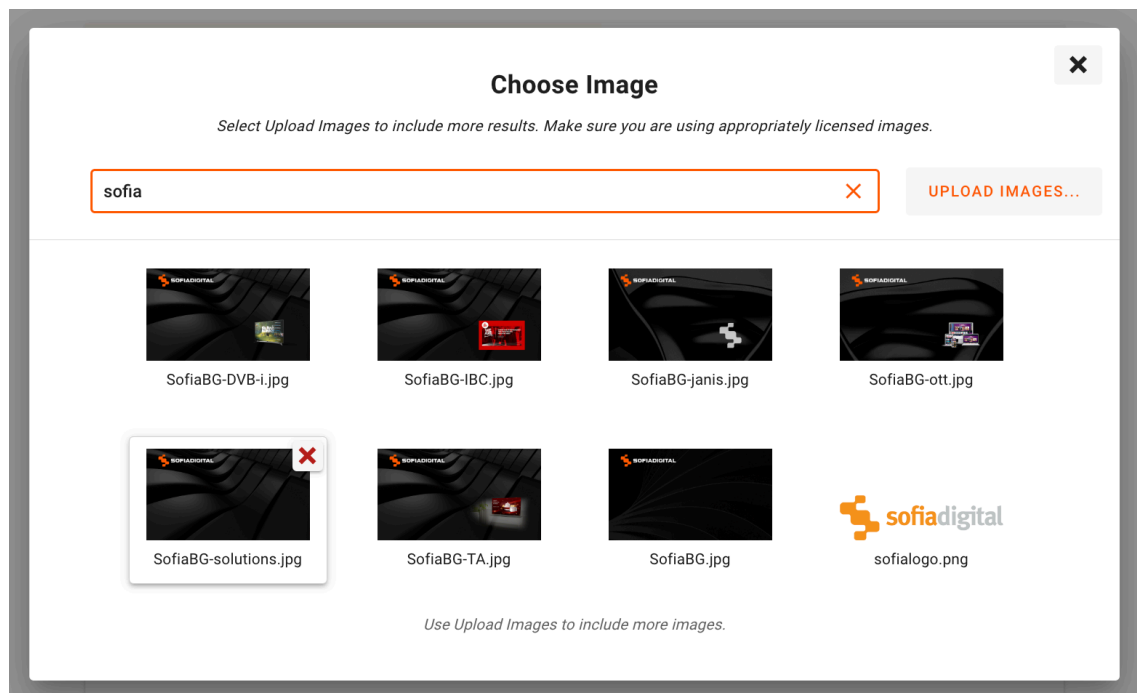 Choose Image
Select Upload Images to include more results. Make sure you are using appropriately licensed images.
sofia
UPLOAD IMAGES...
SOFIADIGITAL
SOFIADIGITAL
SOFIADIGITAL
SOFIADIGITAL
SofiaBG-DVB-i.jpg
SofiaBG-IBC.jpg
SofiaBG-janis.jpg
SofiaBG-ott.jpg
SOFIADIGITAL
SOFIADIGITAL
SOFIADIGITAL
sofiadigital
SofiaBG-solutions.jpg
SofiaBG-TA.jpg
SofiaBG.jpg
sofialogo.png
Use Upload Images to include more images.